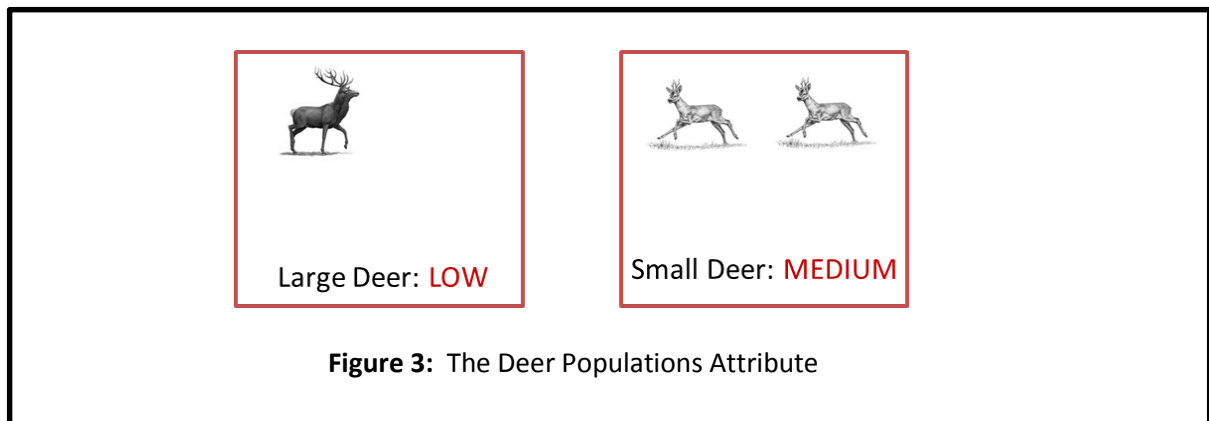 Large Deer: LOW
Small Deer: MEDIUM
Figure 3: The Deer Populations Attribute